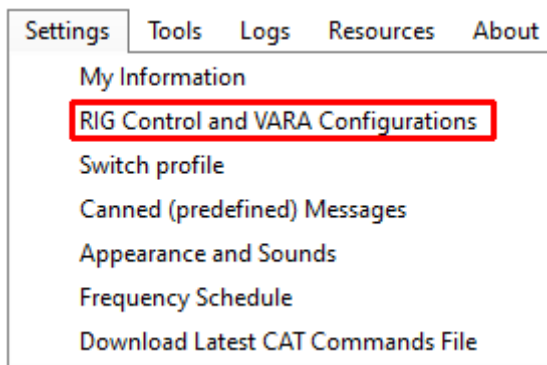 Settings Tools Logs Resources About
My Information
RIG Control and VARA Configurations
Switch profile
Canned (predefined) Messages
Appearance and Sounds
Frequency Schedule
Download Latest CAT Commands File